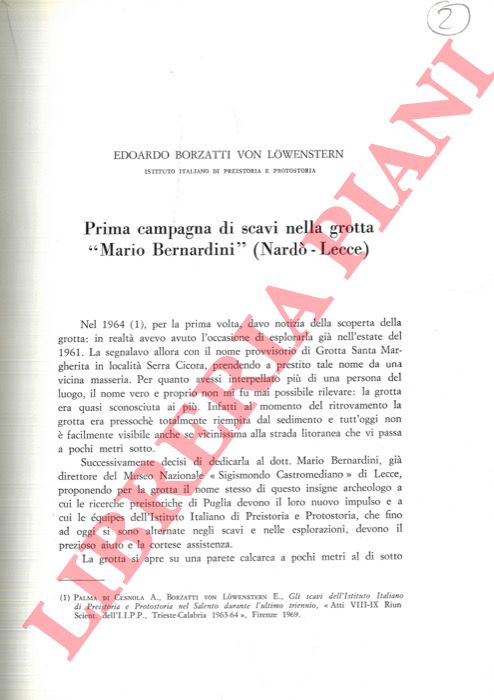 2
EDOARDO BORZATTI VON LÖWENSTERN
ISTITUTO ITALIANO DI PREISTORIA E PROTOSTORIA
Prima campagna di scavi nella grotta
“Mario Bernardini” (Nardò - Lecce)
Nel 1964 (1), per la prima volta, davo notizia della scoperta della
grotta: in realtà avevo avuto l'occasione di esplorarla già nell'estate del
1961. La segnalavo allora con il nome provvisorio di Grotta Santa Mar-
gherita in località Serra Cicora, prendendo a prestito tale nome da una
vicina masseria. Per quanto avessi interpellato più di una persona del
luogo, il nome vero e proprio non mi fu mai possibile rilevare: la grotta
era quasi sconosciuta ai più. Infatti al momento del ritrovamento la
grotta era pressochè totalmente riempita dal sedimento e tutt'oggi non
è facilmente visibile anche se vicinissima alla strada litoranea che vi passa
a pochi metri sotto.
Successivamente decisi di dedicarla al dott. Mario Bernardini, già
direttore del Museo Nazionale « Sigismondo Castromediano » di Lecce,
proponendo per la grotta il nome stesso di questo insigne archeologo a
cui le ricerche preistoriche di Puglia devono il loro nuovo impulso e a
cui le équipes dell'Istituto Italiano di Preistoria e Protostoria, che fino
ad oggi si sono alternate negli scavi e nelle esplorazioni, devono il
prezioso aiuto e la cortese assistenza.
La grotta si apre su una parete calcarea a pochi metri al di sotto
(1) PALMA DI CESNOLA A., BORZATTI VON LÖWENSTERN E., Gli scavi dell'Istituto Italiano
di Preistoria e Protostoria nel Salento durante l'ultimo triennio, « Atti VIII-IX Riun
Scient. dell'I.I.P.P., Trieste-Calabria 1963-64 », Firenze 1969.
LIBRERIA PIANI